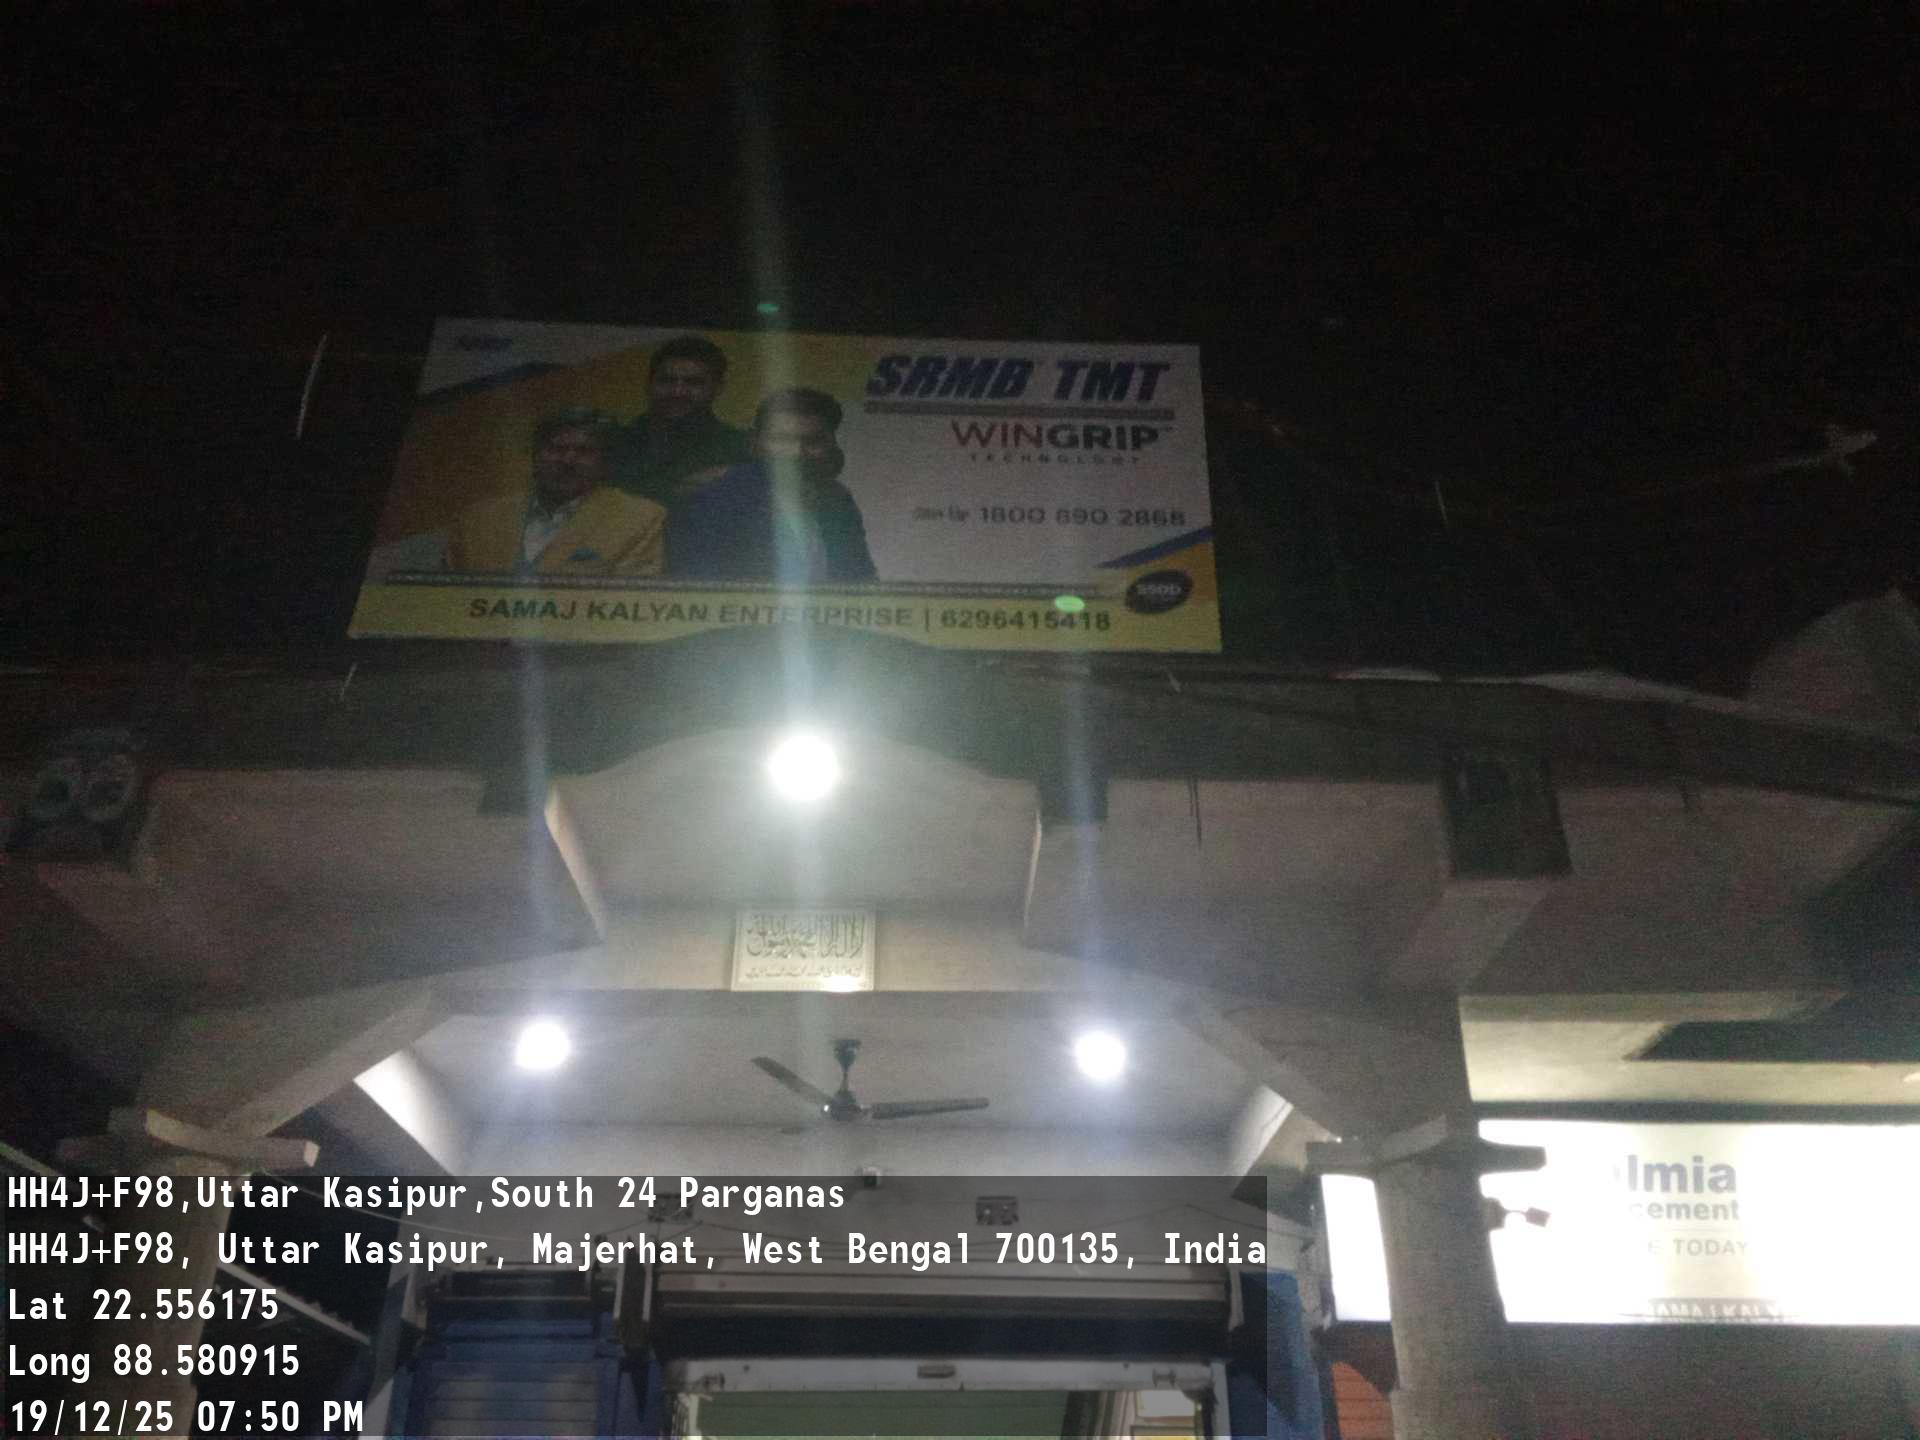 SRMB TMT
WINGRIP
TECHNOLOGY
1800 890 2868
550D
SAMAJ KALYAN ENTERPRISE | 6296415418
lmia
cement
E TODAY
HH4J+F98,Uttar Kasipur,South 24 Parganas
HH4J+F98, Uttar Kasipur, Majerhat, West Bengal 700135, India
Lat 22.556175
Long 88.580915
19/12/25 07:50 PM